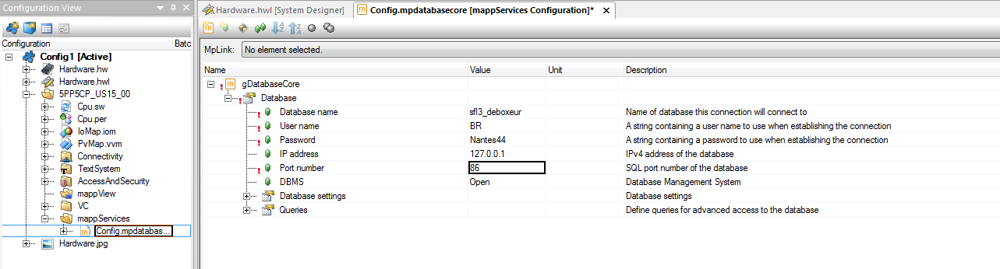 Configuration View
Hardware.hwl [System Designer]
Config.mpdatabasecore [mappServices Configuration]*
Configuration
Batc
Config1 [Active]
Hardware.hw
Hardware.hwl
5PP5CP_US15_00
Cpu.sw
Cpu.per
IoMap.iom
PvMap.vvm
Connectivity
TextSystem
AccessAndSecurity
mappView
VC
mappServices
Config.mpdatabas...
Hardware.jpg
MpLink: No element selected.
Name Value Unit Description
gDatabaseCore
Database
Database name sfl3_deboxeur Name of database this connection will connect to
User name BR A string containing a user name to use when establishing the connection
Password Nantes44 A string containing a password to use when establishing the connection
IP address 127.0.0.1 IPv4 address of the database
Port number 86 SQL port number of the database
DBMS Open Database Management System
Database settings Database settings
Queries Define queries for advanced access to the database